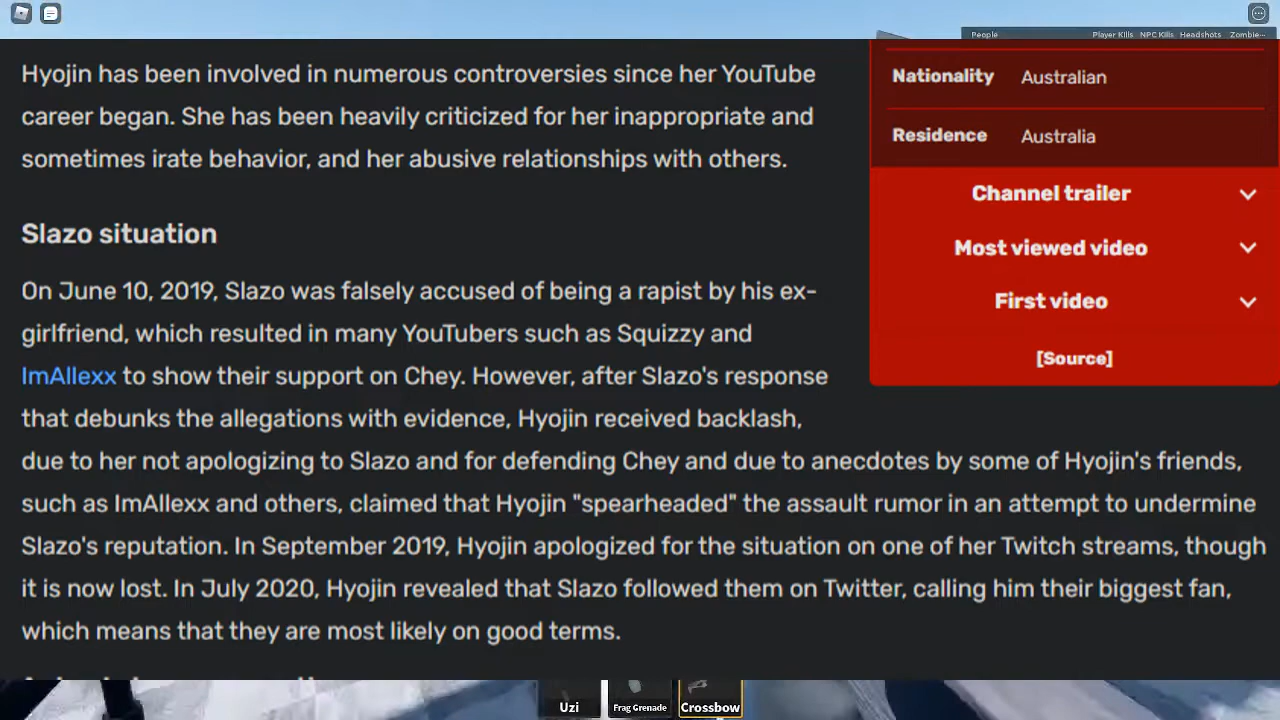 People Player Kills NPC Kills Headshots Zombie...
Hyojin has been involved in numerous controversies since her YouTube
career began. She has been heavily criticized for her inappropriate and
sometimes irate behavior, and her abusive relationships with others.
Slazo situation
On June 10, 2019, Slazo was falsely accused of being a rapist by his ex-
girlfriend, which resulted in many YouTubers such as Squizzy and
ImAllexx to show their support on Chey. However, after Slazo's response
that debunks the allegations with evidence, Hyojin received backlash,
due to her not apologizing to Slazo and for defending Chey and due to anecdotes by some of Hyojin's friends,
such as ImAllexx and others, claimed that Hyojin "spearheaded" the assault rumor in an attempt to undermine
Slazo's reputation. In September 2019, Hyojin apologized for the situation on one of her Twitch streams, though
it is now lost. In July 2020, Hyojin revealed that Slazo followed them on Twitter, calling him their biggest fan,
which means that they are most likely on good terms.
Nationality Australian
Residence Australia
Channel trailer
Most viewed video
First video
[Source]
Uzi Frag Grenade Crossbow